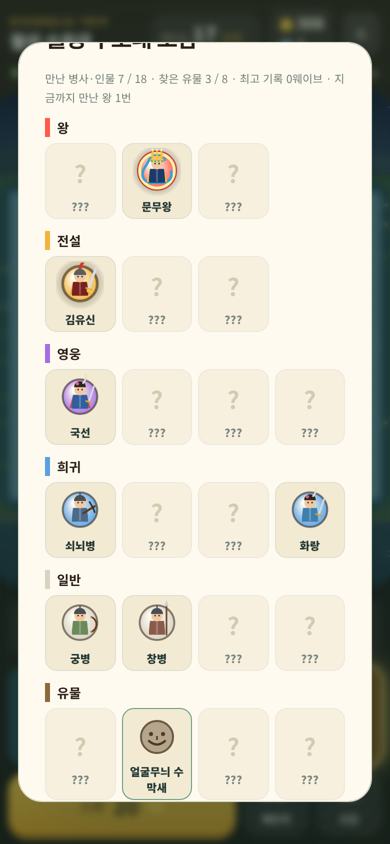 만난 병사·인물 7 / 18 · 찾은 유물 3 / 8 · 최고 기록 0웨이브 · 지
금까지 만난 왕 1번
왕
? ? ?
??? 문무왕 ???
전설
? ?
김유신 ??? ???
영웅
? ? ?
국선 ??? ??? ???
희귀
? ?
쇠뇌병 ??? ??? 화랑
일반
? ?
궁병 창병 ??? ???
유물
? ? ?
??? 얼굴무늬 수 ??? ???
막새